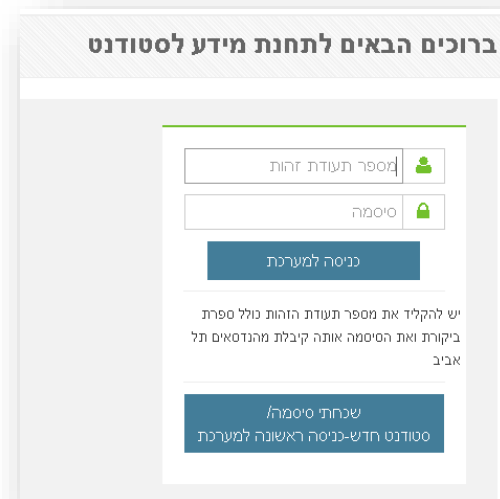 ברוכים הבאים לתחנת מידע לסטודנט
מספר תעודת זהות
סיסמה
כניסה למערכת
יש להקליד את מספר תעודת הזהות כולל ספרת
ביקורת ואת הסיסמה אותה קיבלת מהנדסאים תל
אביב
שכחתי סיסמה/
סטודנט חדש-כניסה ראשונה למערכת